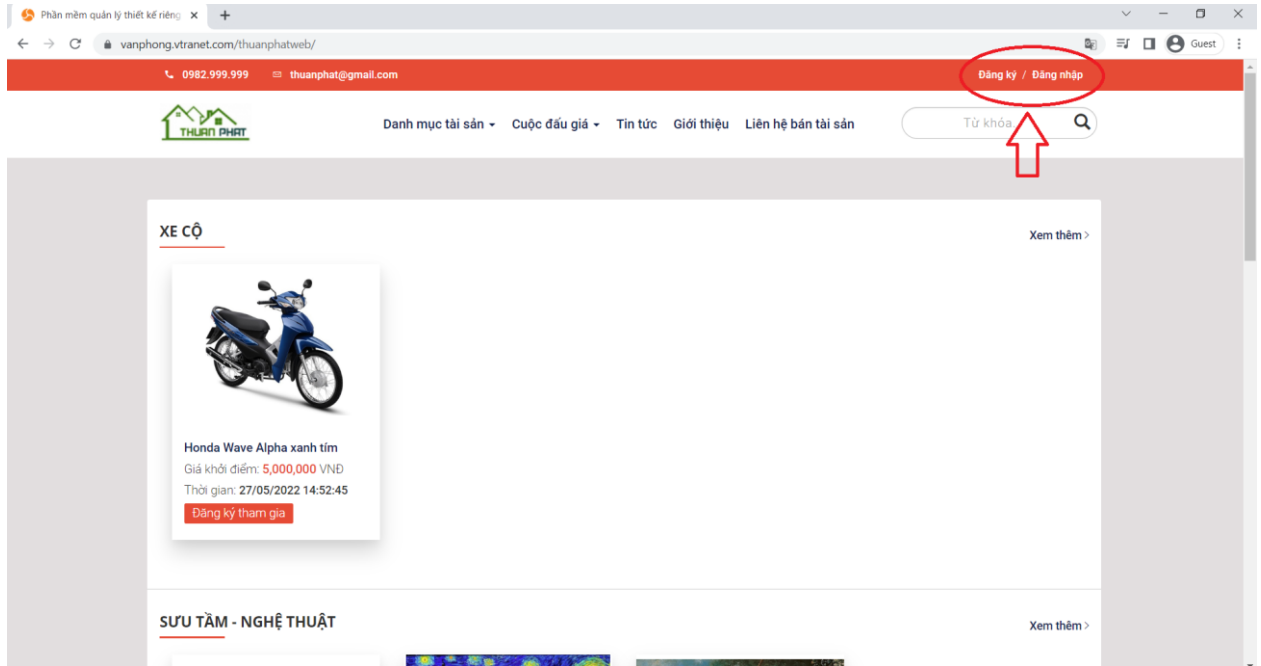 Phần mềm quản lý thiết kế riêng
vanphong.vtranet.com/thuanphatweb/
Guest
0982.999.999 thuanphat@gmail.com Đăng ký / Đăng nhập
THUAN PHAT
Danh mục tài sản Cuộc đấu giá Tin tức Giới thiệu Liên hệ bán tài sản Từ khóa
XE CỘ Xem thêm >
Honda Wave Alpha xanh tím
Giá khởi điểm: 5,000,000 VNĐ
Thời gian: 27/05/2022 14:52:45
Đăng ký tham gia
SƯU TẦM - NGHỆ THUẬT Xem thêm >